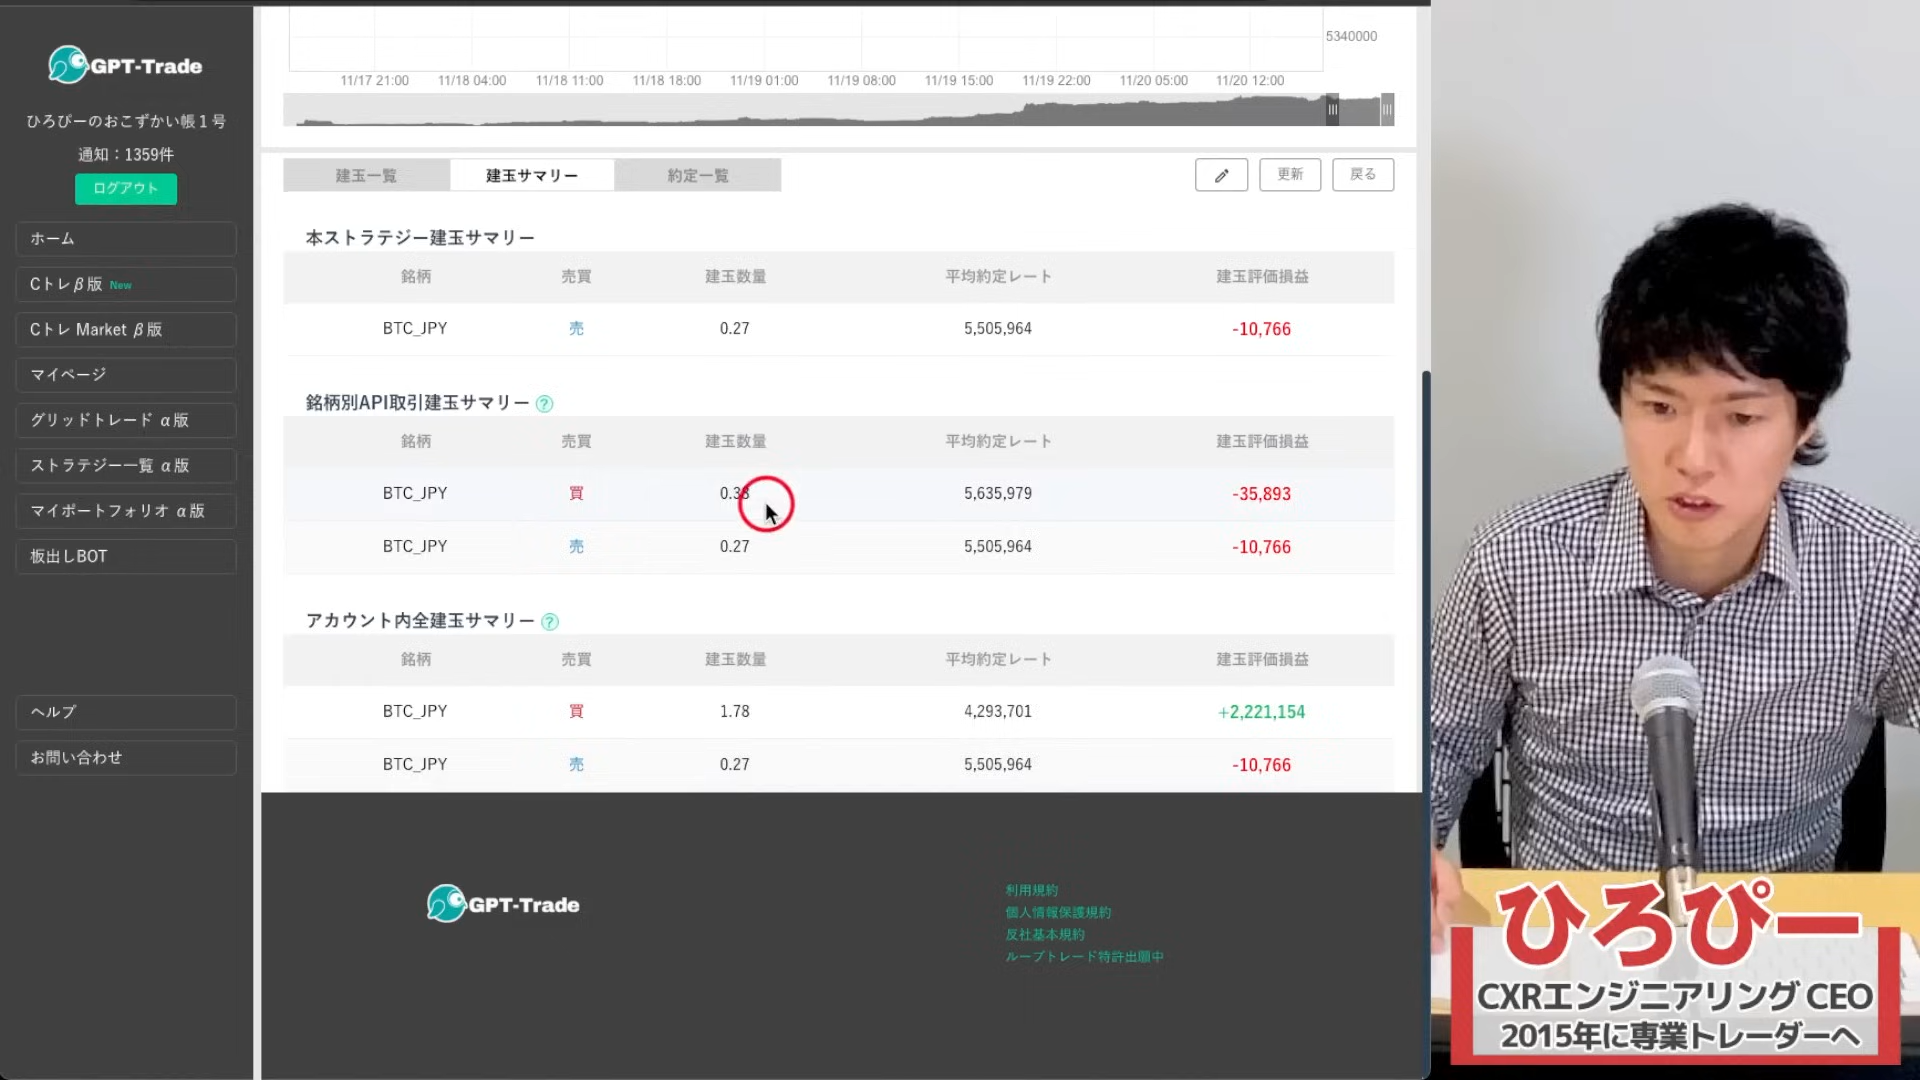 GPT-Trade
ひろぴーのおこずかい帳１号
通知：1359件
ログアウト
ホーム
Cトレβ版 New
Cトレ Market β版
マイページ
グリッドトレード α版
ストラテジー一覧 α版
マイポートフォリオ α版
板出しBOT
ヘルプ
お問い合わせ
5340000
11/17 21:00 11/18 04:00 11/18 11:00 11/18 18:00 11/19 01:00 11/19 08:00 11/19 15:00 11/19 22:00 11/20 05:00 11/20 12:00
建玉一覧 建玉サマリー 約定一覧 更新 戻る
本ストラテジー建玉サマリー
銘柄 売買 建玉数量 平均約定レート 建玉評価損益
BTC_JPY 売 0.27 5,505,964 -10,766
銘柄別API取引建玉サマリー ?
銘柄 売買 建玉数量 平均約定レート 建玉評価損益
BTC_JPY 買 0.38 5,635,979 -35,893
BTC_JPY 売 0.27 5,505,964 -10,766
アカウント内全建玉サマリー ?
銘柄 売買 建玉数量 平均約定レート 建玉評価損益
BTC_JPY 買 1.78 4,293,701 +2,221,154
BTC_JPY 売 0.27 5,505,964 -10,766
GPT-Trade
利用規約
個人情報保護規約
反社基本規約
ループトレード特許出願中
ひろぴー
CXRエンジニアリング CEO
2015年に専業トレーダーへ